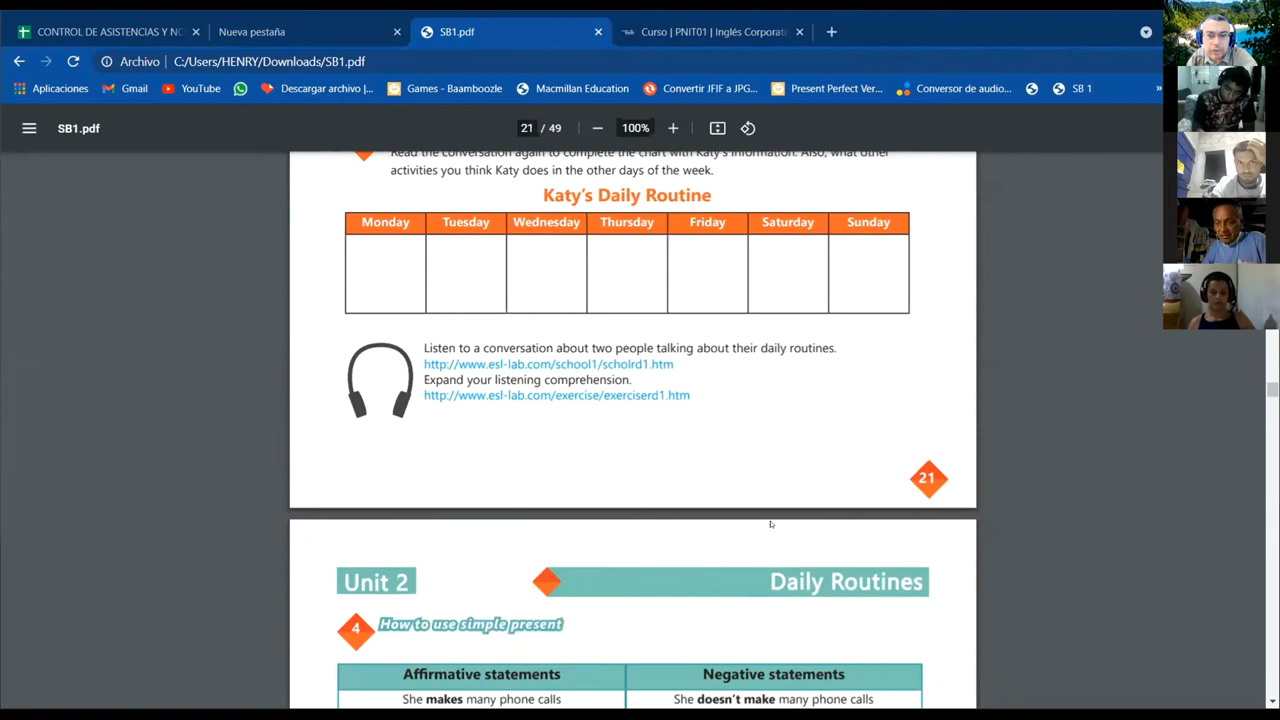 CONTROL DE ASISTENCIAS Y NO
Nueva pestaña
SB1.pdf
Curso | PNIT01 | Inglés Corporat
Archivo
C:/Users/HENRY/Downloads/SB1.pdf
Aplicaciones
Gmail
YouTube
Descargar archivo |...
Games - Baamboozle
Macmillan Education
Convertir JFIF a JPG...
Present Perfect Ver...
Conversor de audio...
SB 1
»
SB1.pdf
21 / 49
100%
Read the conversation again to complete the chart with Katy's information. Also, what other
activities you think Katy does in the other days of the week.
Katy's Daily Routine
Monday Tuesday Wednesday Thursday Friday Saturday Sunday
Listen to a conversation about two people talking about their daily routines.
http://www.esl-lab.com/school1/scholrd1.htm
Expand your listening comprehension.
http://www.esl-lab.com/exercise/exerciserd1.htm
21
Unit 2
Daily Routines
4
How to use simple present
Affirmative statements Negative statements
She makes many phone calls She doesn't make many phone calls